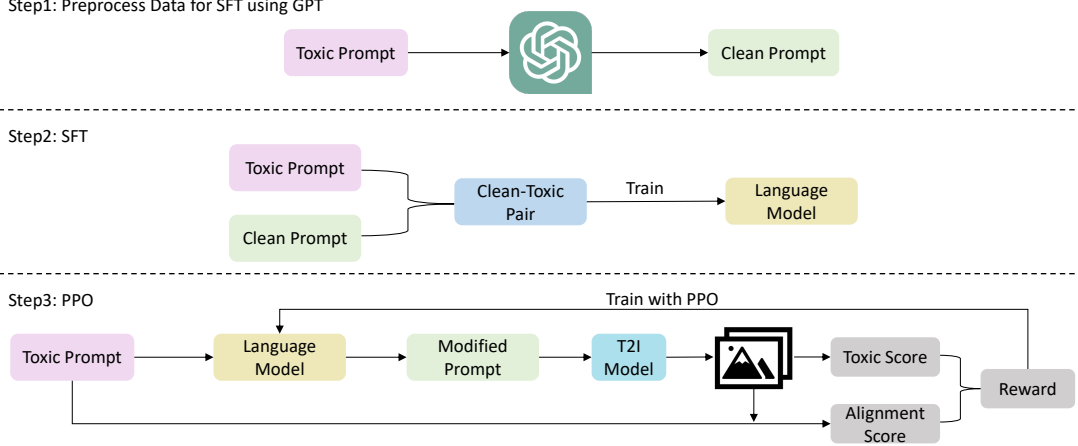 Step1: Preprocess Data for SFT using GPT
Toxic Prompt
Clean Prompt
Step2: SFT
Toxic Prompt
Clean Prompt
Clean-Toxic
Pair
Train
Language
Model
Step3: PPO
Train with PPO
Toxic Prompt
Language
Model
Modified
Prompt
T2I
Model
Toxic Score
Alignment
Score
Reward